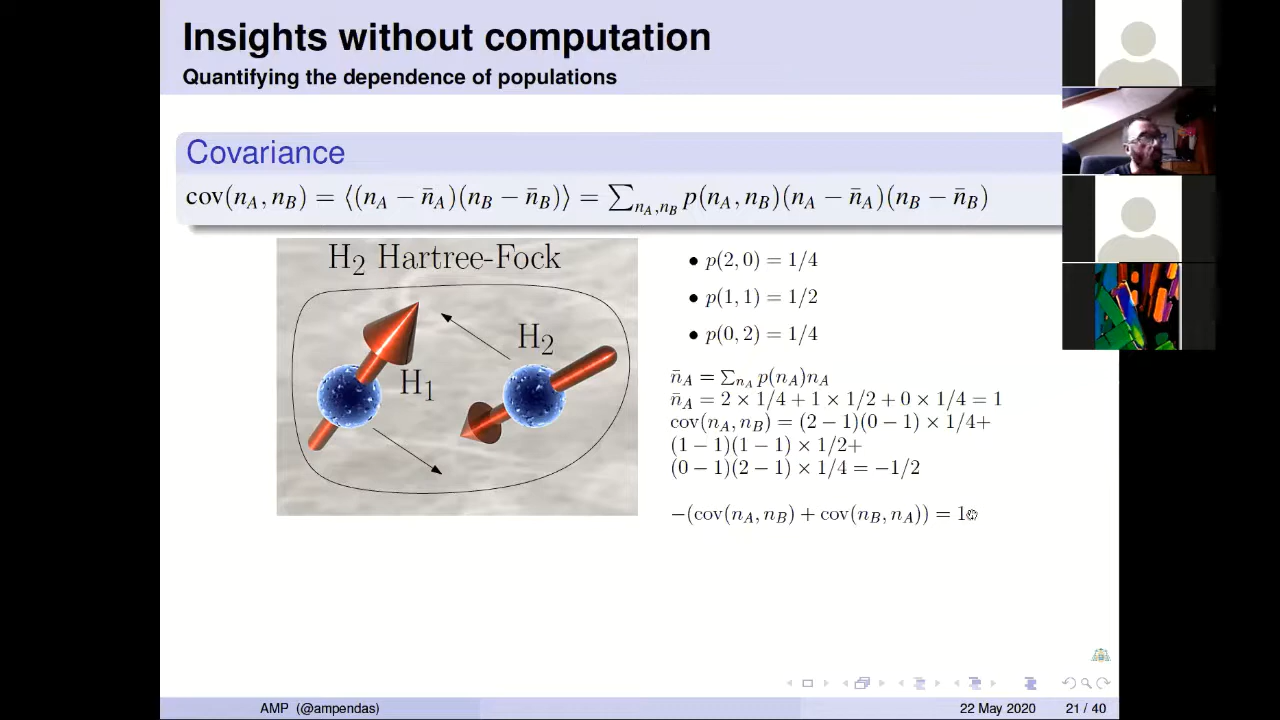 Insights without computation
Quantifying the dependence of populations
Covariance
cov(n_A, n_B) = ⟨(n_A − n̄_A)(n_B − n̄_B)⟩ = ∑_{n_A,n_B} p(n_A, n_B)(n_A − n̄_A)(n_B − n̄_B)
H₂ Hartree-Fock
H₂
H₁
• p(2, 0) = 1/4
• p(1, 1) = 1/2
• p(0, 2) = 1/4
n̄_A = ∑_{n_A} p(n_A)n_A
n̄_A = 2 × 1/4 + 1 × 1/2 + 0 × 1/4 = 1
cov(n_A, n_B) = (2 − 1)(0 − 1) × 1/4+
(1 − 1)(1 − 1) × 1/2+
(0 − 1)(2 − 1) × 1/4 = −1/2
−(cov(n_A, n_B) + cov(n_B, n_A)) = 1
AMP (@ampendas)
22 May 2020
21 / 40